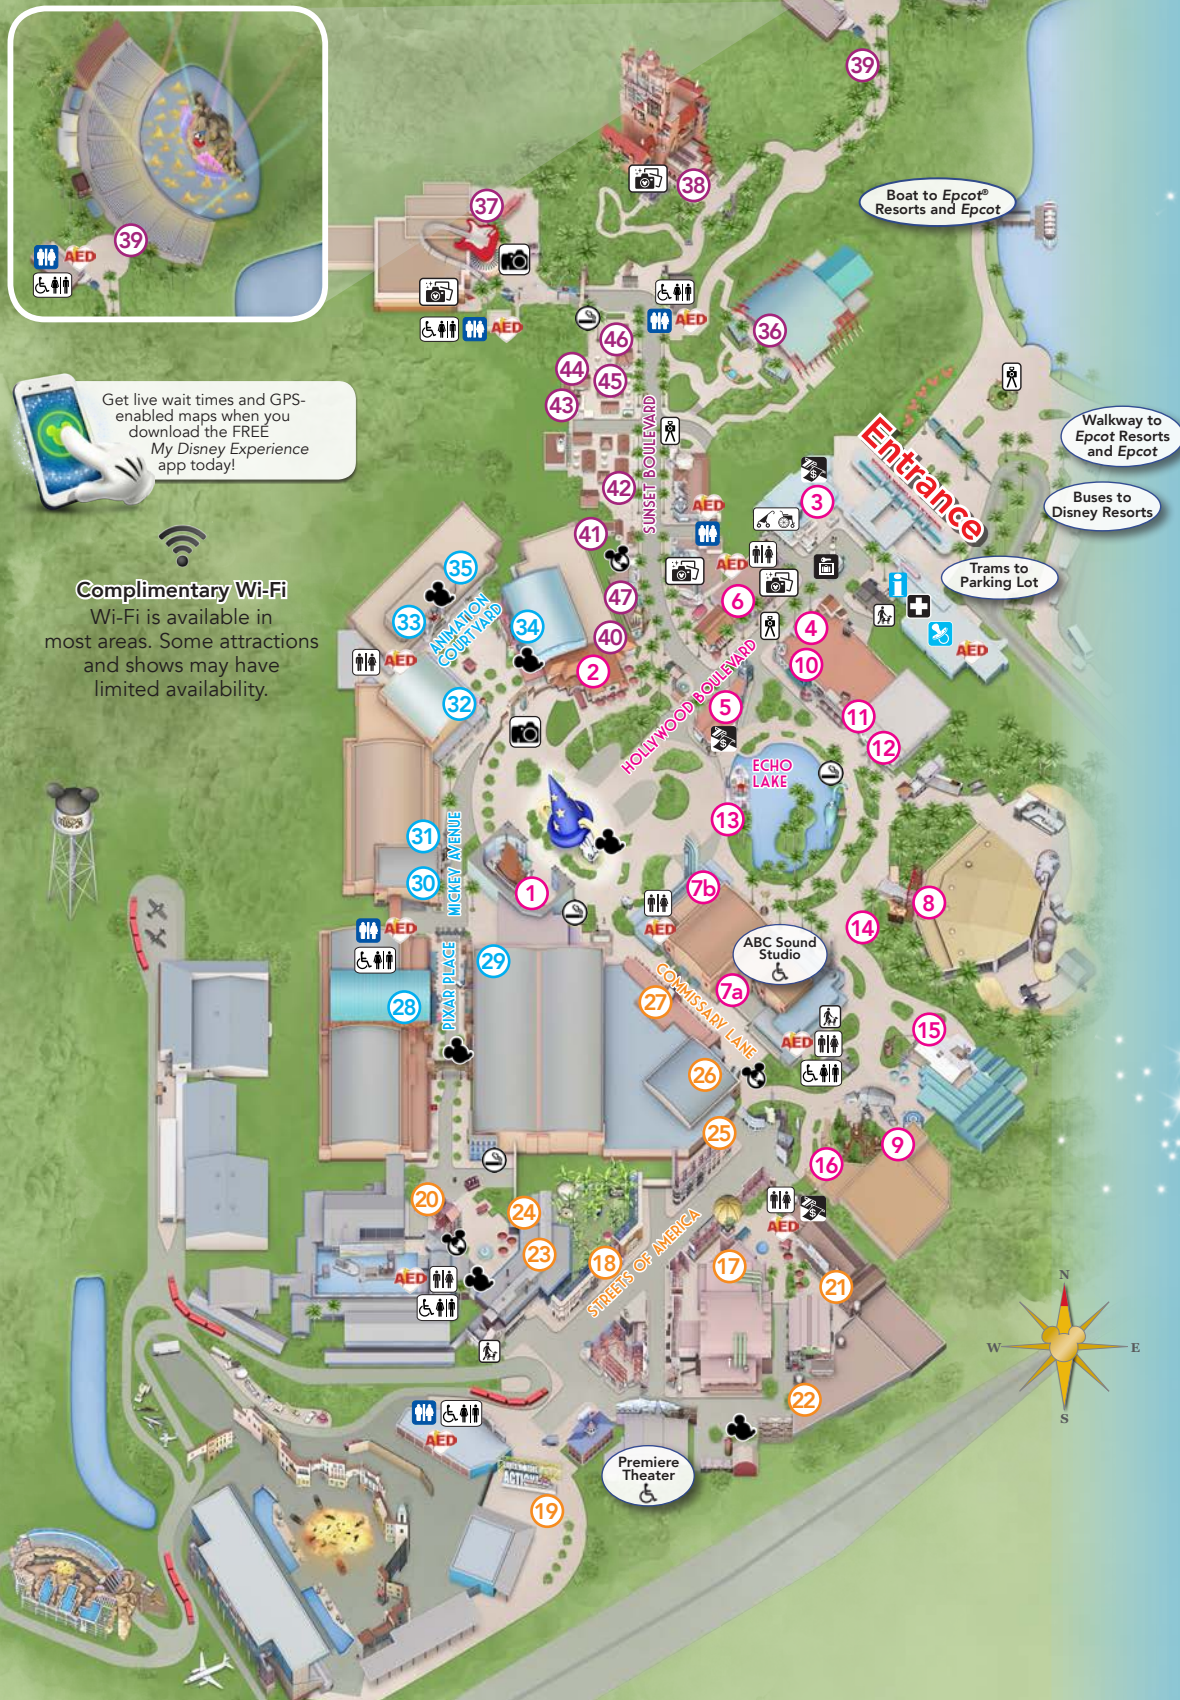 39
39
AED
38
37
Boat to Epcot®
Resorts and Epcot
AED
AED
46
36
44
45
43
SUNSET BOULEVARD
Get live wait times and GPS-
enabled maps when you
download the FREE
My Disney Experience
app today!
Walkway to
Epcot Resorts
and Epcot
Entrance
42
3
Buses to
Disney Resorts
AED
41
Complimentary Wi-Fi
Wi-Fi is available in
most areas. Some attractions
and shows may have
limited availability.
35
AED
Trams to
Parking Lot
i
47
6
33
ANIMATION
COURTYARD
34
40
4
AED
AED
10
2
32
HOLLYWOOD BOULEVARD
5
11
12
ECHO
LAKE
13
31
MICKEY AVENUE
30
1
7b
8
AED
AED
14
ABC Sound
Studio
29
PIXAR PLACE
28
COMMISSARY LANE
27
7a
15
AED
26
25
9
16
20
24
AED
23
18
STREETS OF AMERICA
17
21
AED
N
W
E
S
22
AED
Premiere
Theater
ACTION
19